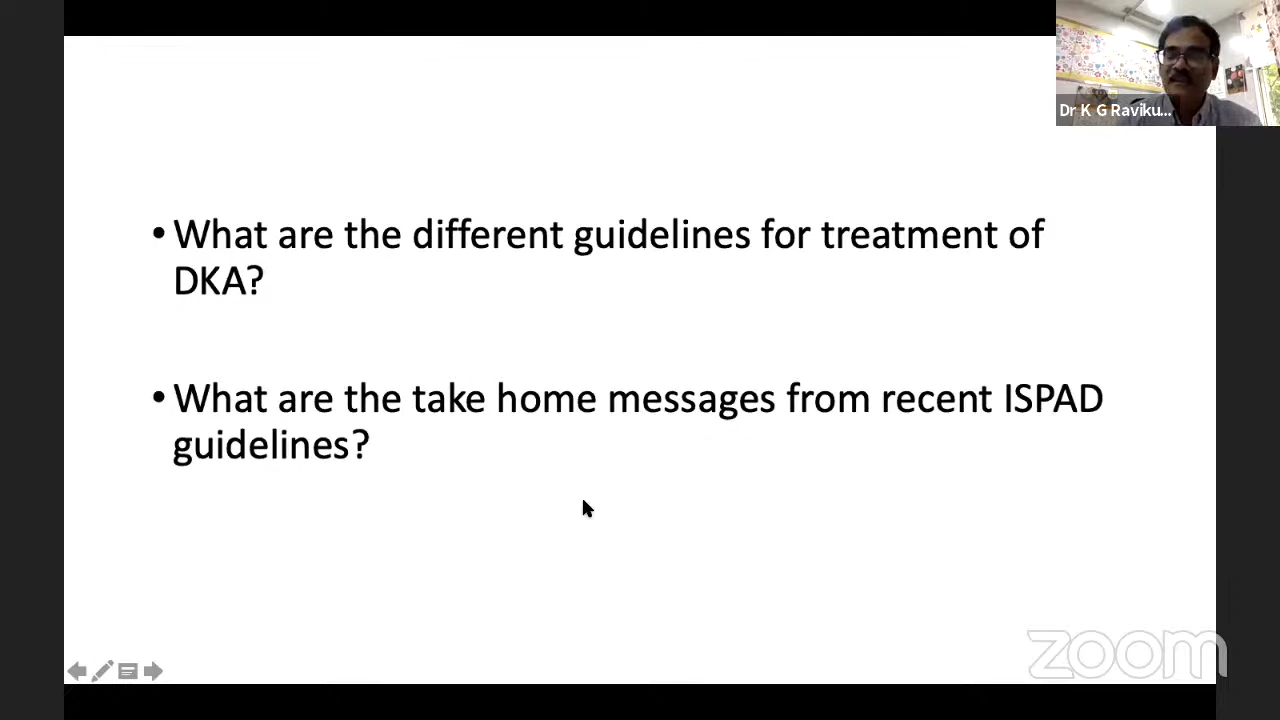 Dr K G Raviku...
• What are the different guidelines for treatment of
DKA?
• What are the take home messages from recent ISPAD
guidelines?
zoom